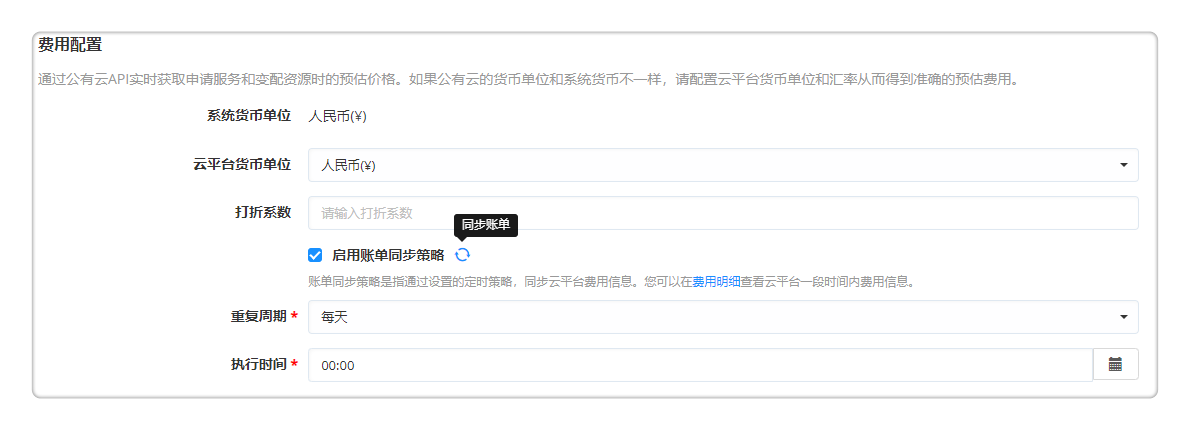 费用配置
通过公有云API实时获取申请服务和变配资源时的预估价格。如果公有云的货币单位和系统货币不一样，请配置云平台货币单位和汇率从而得到准确的预估费用。
系统货币单位 人民币(¥)
云平台货币单位 人民币(¥)
打折系数 请输入打折系数
同步账单
启用账单同步策略
账单同步策略是指通过设置的定时策略，同步云平台费用信息。您可以在费用明细查看云平台一段时间内费用信息。
重复周期 * 每天
执行时间 * 00:00